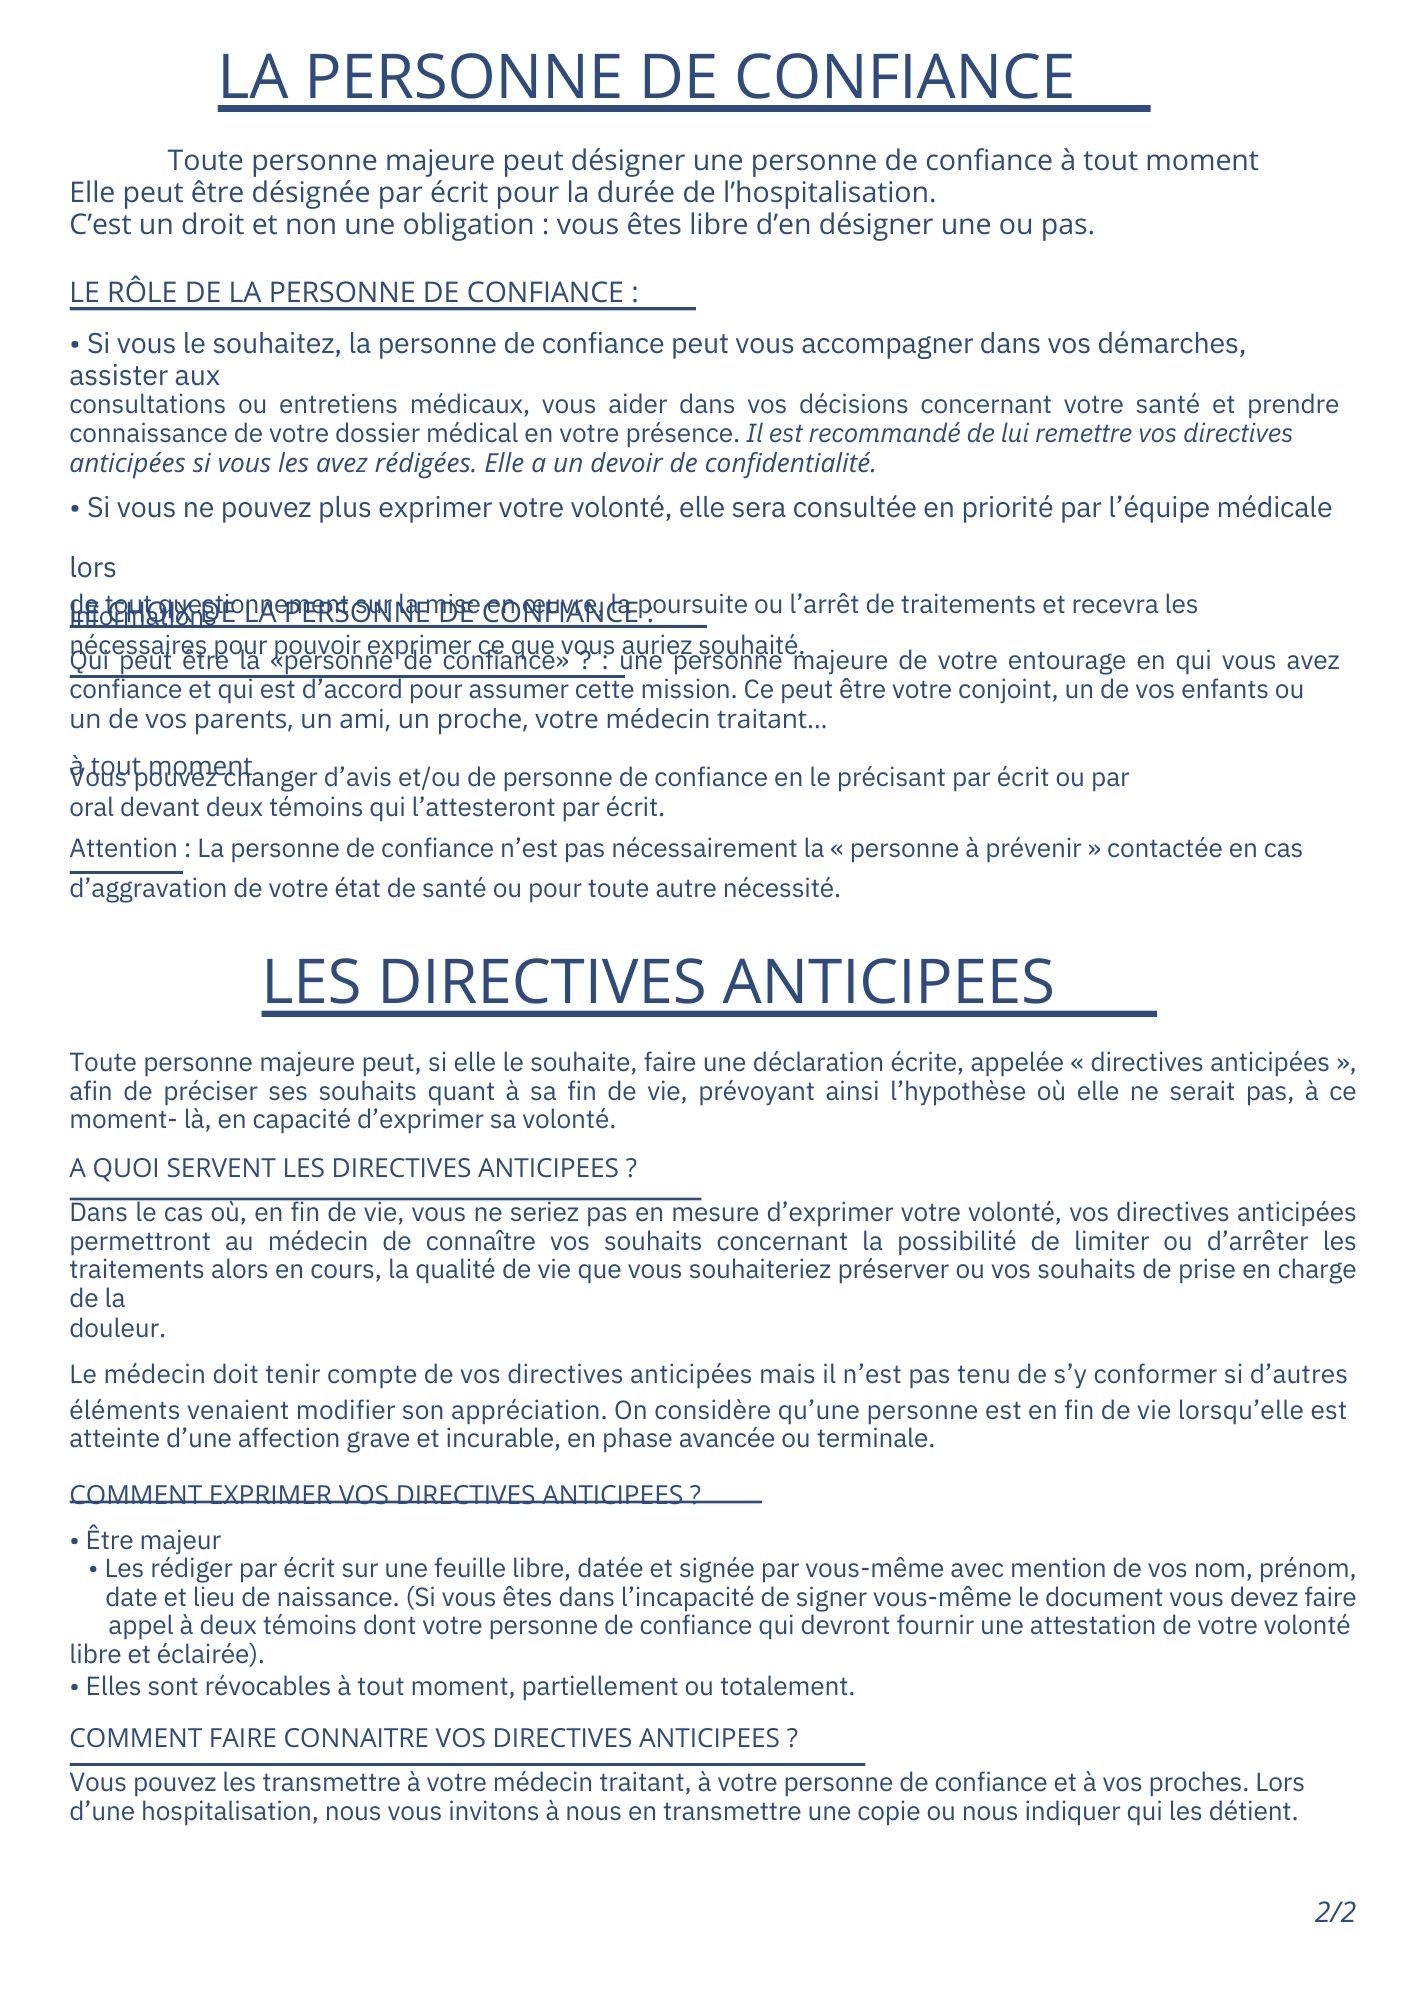 LA PERSONNE DE CONFIANCE
Toute personne majeure peut désigner une personne de confiance à tout moment
Elle peut être désignée par écrit pour la durée de l’hospitalisation.
C’est un droit et non une obligation : vous êtes libre d’en désigner une ou pas.
LE RÔLE DE LA PERSONNE DE CONFIANCE :
• Si vous le souhaitez, la personne de confiance peut vous accompagner dans vos démarches,
assister aux
consultations ou entretiens médicaux, vous aider dans vos décisions concernant votre santé et prendre
connaissance de votre dossier médical en votre présence. Il est recommandé de lui remettre vos directives
anticipées si vous les avez rédigées. Elle a un devoir de confidentialité.
• Si vous ne pouvez plus exprimer votre volonté, elle sera consultée en priorité par l’équipe médicale
lors
de tout questionnement sur la mise en œuvre, la poursuite ou l’arrêt de traitements et recevra les
informations
LE CHOIX DE LA PERSONNE DE CONFIANCE :
nécessaires pour pouvoir exprimer ce que vous auriez souhaité.
Qui peut être la «personne de confiance» ? : une personne majeure de votre entourage en qui vous avez
confiance et qui est d’accord pour assumer cette mission. Ce peut être votre conjoint, un de vos enfants ou
un de vos parents, un ami, un proche, votre médecin traitant…
à tout moment
Vous pouvez changer d’avis et/ou de personne de confiance en le précisant par écrit ou par
oral devant deux témoins qui l’attesteront par écrit.
Attention : La personne de confiance n’est pas nécessairement la « personne à prévenir » contactée en cas
d’aggravation de votre état de santé ou pour toute autre nécessité.
LES DIRECTIVES ANTICIPEES
Toute personne majeure peut, si elle le souhaite, faire une déclaration écrite, appelée « directives anticipées »,
afin de préciser ses souhaits quant à sa fin de vie, prévoyant ainsi l’hypothèse où elle ne serait pas, à ce
moment- là, en capacité d’exprimer sa volonté.
A QUOI SERVENT LES DIRECTIVES ANTICIPEES ?
Dans le cas où, en fin de vie, vous ne seriez pas en mesure d’exprimer votre volonté, vos directives anticipées
permettront au médecin de connaître vos souhaits concernant la possibilité de limiter ou d’arrêter les
traitements alors en cours, la qualité de vie que vous souhaiteriez préserver ou vos souhaits de prise en charge
de la
douleur.
Le médecin doit tenir compte de vos directives anticipées mais il n’est pas tenu de s’y conformer si d’autres
éléments venaient modifier son appréciation. On considère qu’une personne est en fin de vie lorsqu’elle est
atteinte d’une affection grave et incurable, en phase avancée ou terminale.
COMMENT EXPRIMER VOS DIRECTIVES ANTICIPEES ?
• Être majeur
• Les rédiger par écrit sur une feuille libre, datée et signée par vous-même avec mention de vos nom, prénom,
date et lieu de naissance. (Si vous êtes dans l’incapacité de signer vous-même le document vous devez faire
appel à deux témoins dont votre personne de confiance qui devront fournir une attestation de votre volonté
libre et éclairée).
• Elles sont révocables à tout moment, partiellement ou totalement.
COMMENT FAIRE CONNAITRE VOS DIRECTIVES ANTICIPEES ?
Vous pouvez les transmettre à votre médecin traitant, à votre personne de confiance et à vos proches. Lors
d’une hospitalisation, nous vous invitons à nous en transmettre une copie ou nous indiquer qui les détient.
2/2